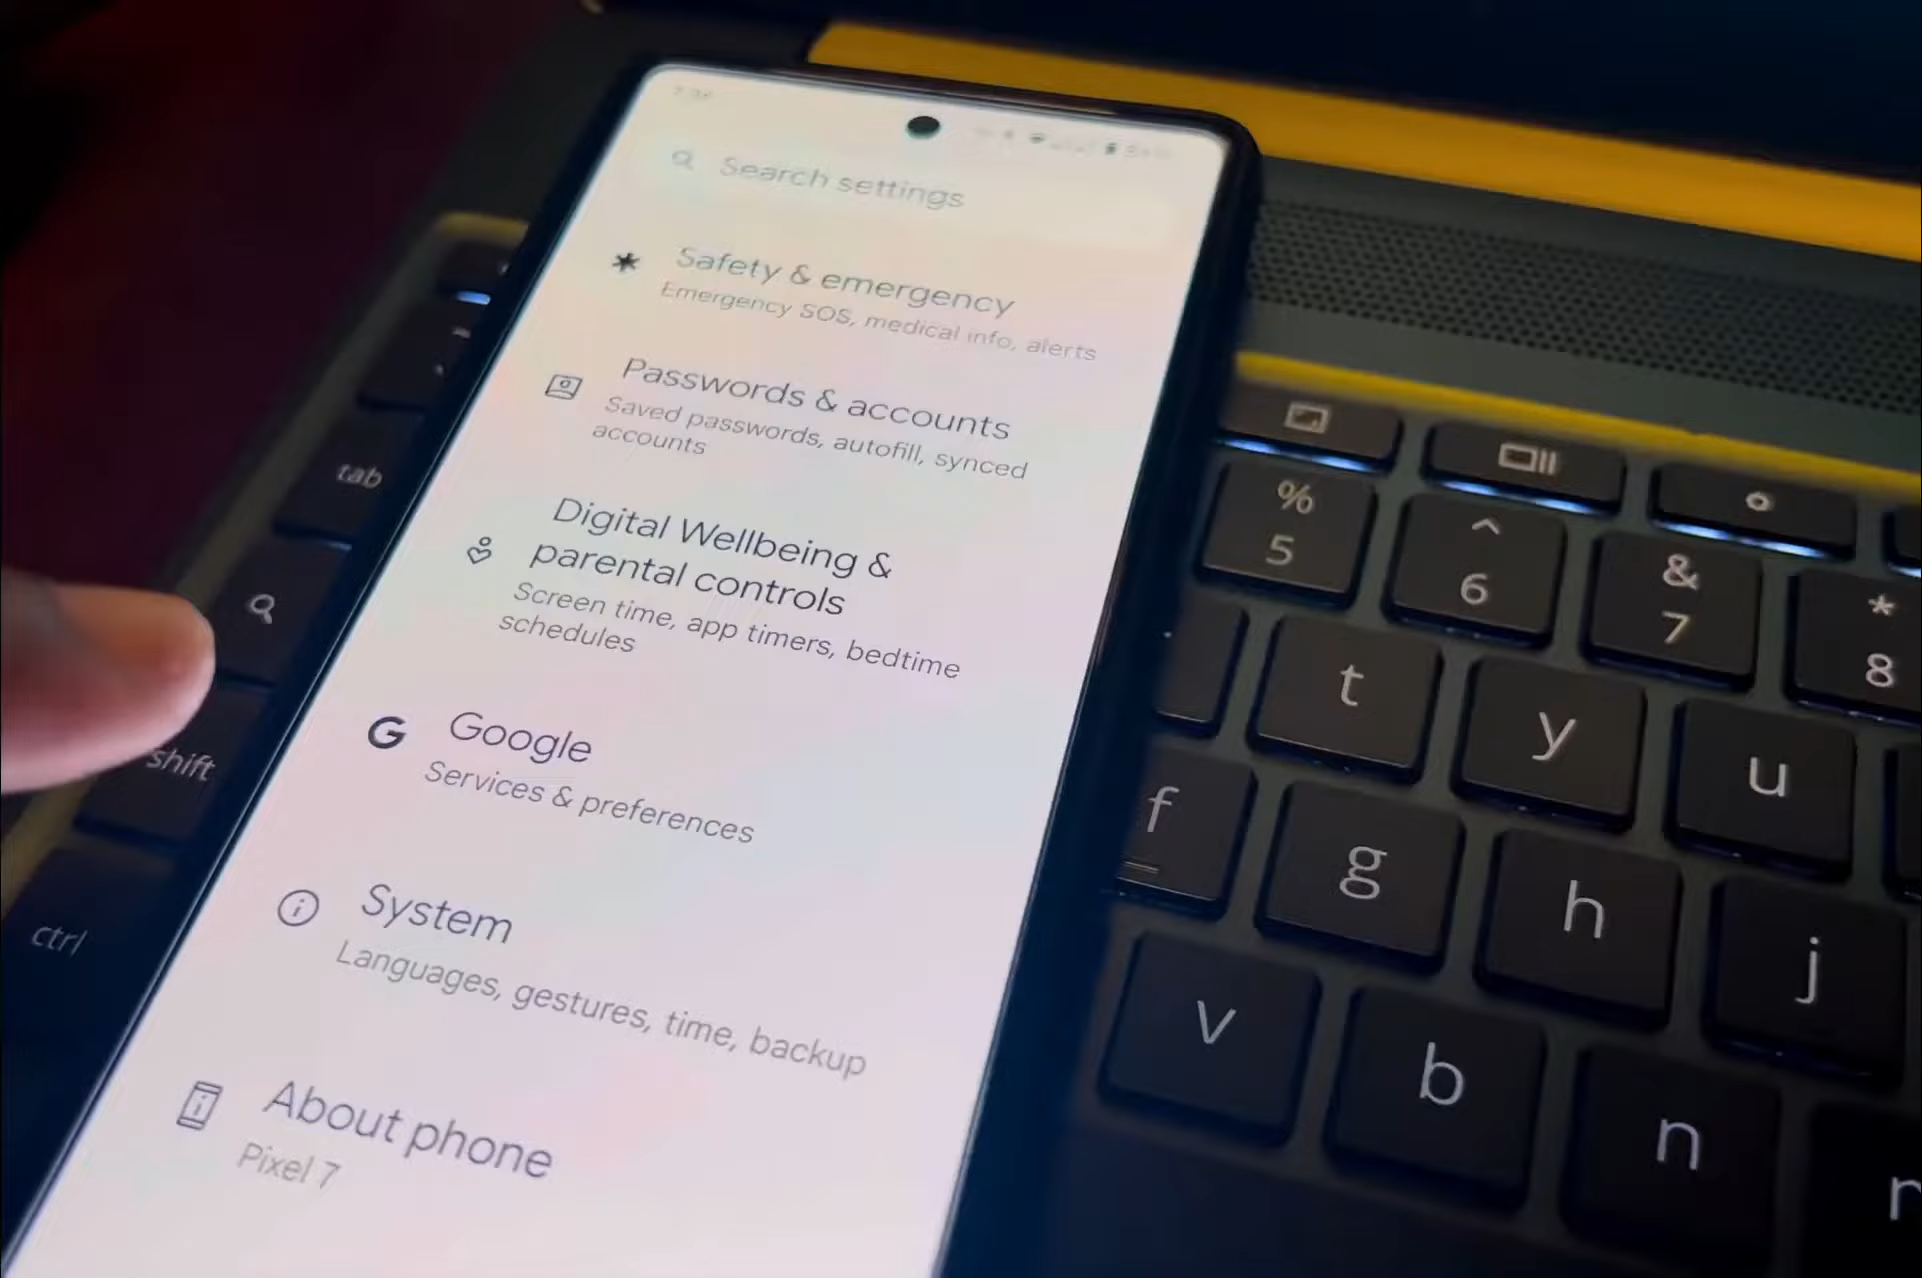 Search settings
Safety & emergency
Emergency SOS, medical info, alerts
Passwords & accounts
Saved passwords, autofill, synced
accounts
Digital Wellbeing &
parental controls
Screen time, app timers, bedtime
schedules
G
Google
Services & preferences
System
Languages, gestures, time, backup
About phone
Pixel 7
tab
shift
ctrl
% ^ & *
5 6 7 8
t y u
f g h j
v b n